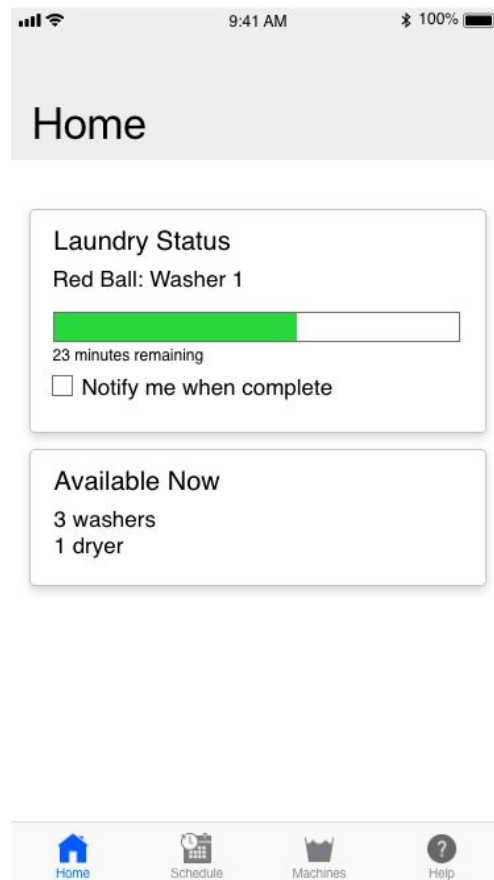 9:41 AM
100%
Home
Laundry Status
Red Ball: Washer 1
23 minutes remaining
Notify me when complete
Available Now
3 washers
1 dryer
Home
Schedule
Machines
? Help